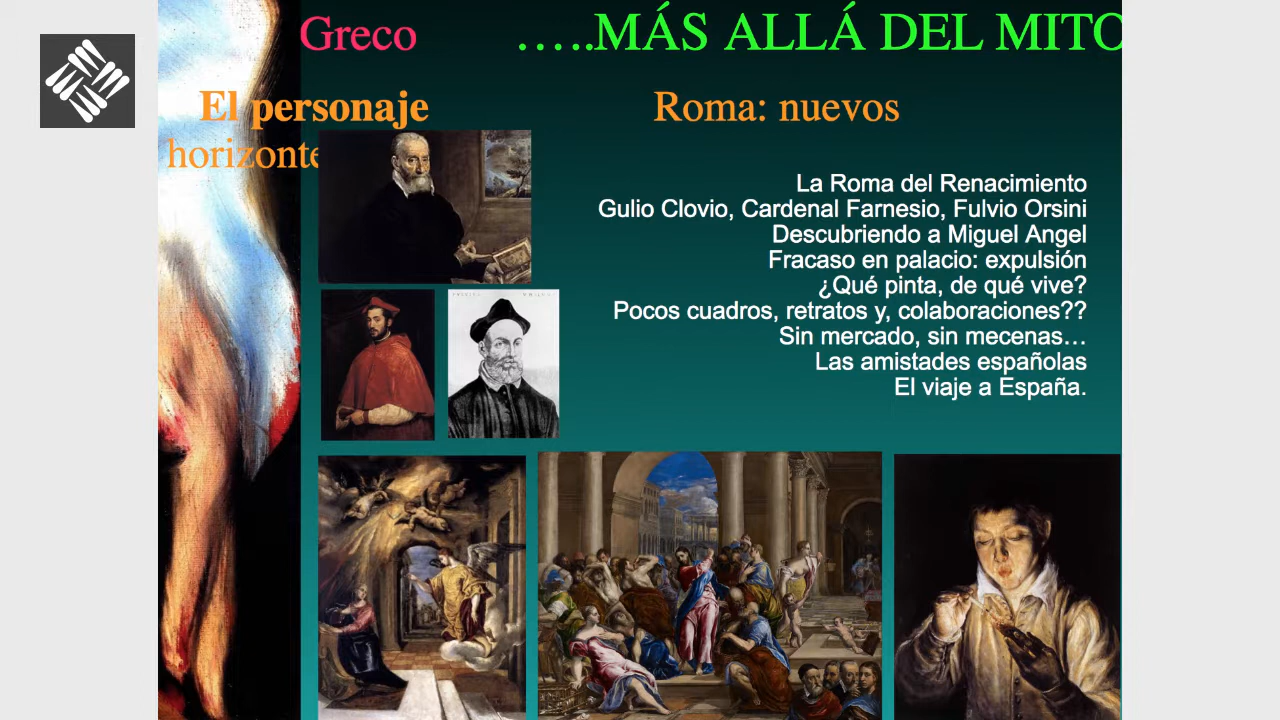 Greco …..MÁS ALLÁ DEL MITO
El personaje Roma: nuevos
horizonte
La Roma del Renacimiento
Gulio Clovio, Cardenal Farnesio, Fulvio Orsini
Descubriendo a Miguel Angel
Fracaso en palacio: expulsión
¿Qué pinta, de qué vive?
Pocos cuadros, retratos y, colaboraciones??
Sin mercado, sin mecenas…
Las amistades españolas
El viaje a España.